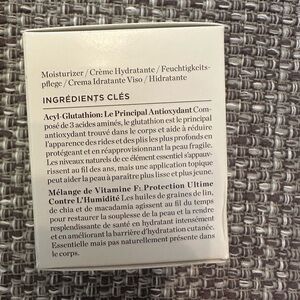 Moisturizer / Crème Hydratante / Feuchtigkeits-
pflege / Crema Idratante Viso / Hidratante
INGRÉDIENTS CLÉS
Acyl-Glutathion: Le Principal Antioxydant Com-
posé de 3 acides aminés, le glutathion est le principal
antioxydant trouvé dans le corps et aide à réduire
l'apparence des rides et des plis les plus profonds en
protégeant et en réapprovisionnant la peau fragile.
Les niveaux naturels de ce élément essentiel s'appauv-
rissent au fil des ans, mais une application topique
peut aider la peau à paraître plus lisse et plus jeune.
Mélange de Vitamine F: Protection Ultime
Contre L'Humidité Les huiles de graines de lin,
de chia et de macadamia agissent au fil du temps
pour restaurer la souplesse de la peau et la rendre
resplendissante de santé en hydratant intensément
et en améliorant la barrière d'hydratation cutanée.
Essentielle mais pas naturellement présente dans
le corps.